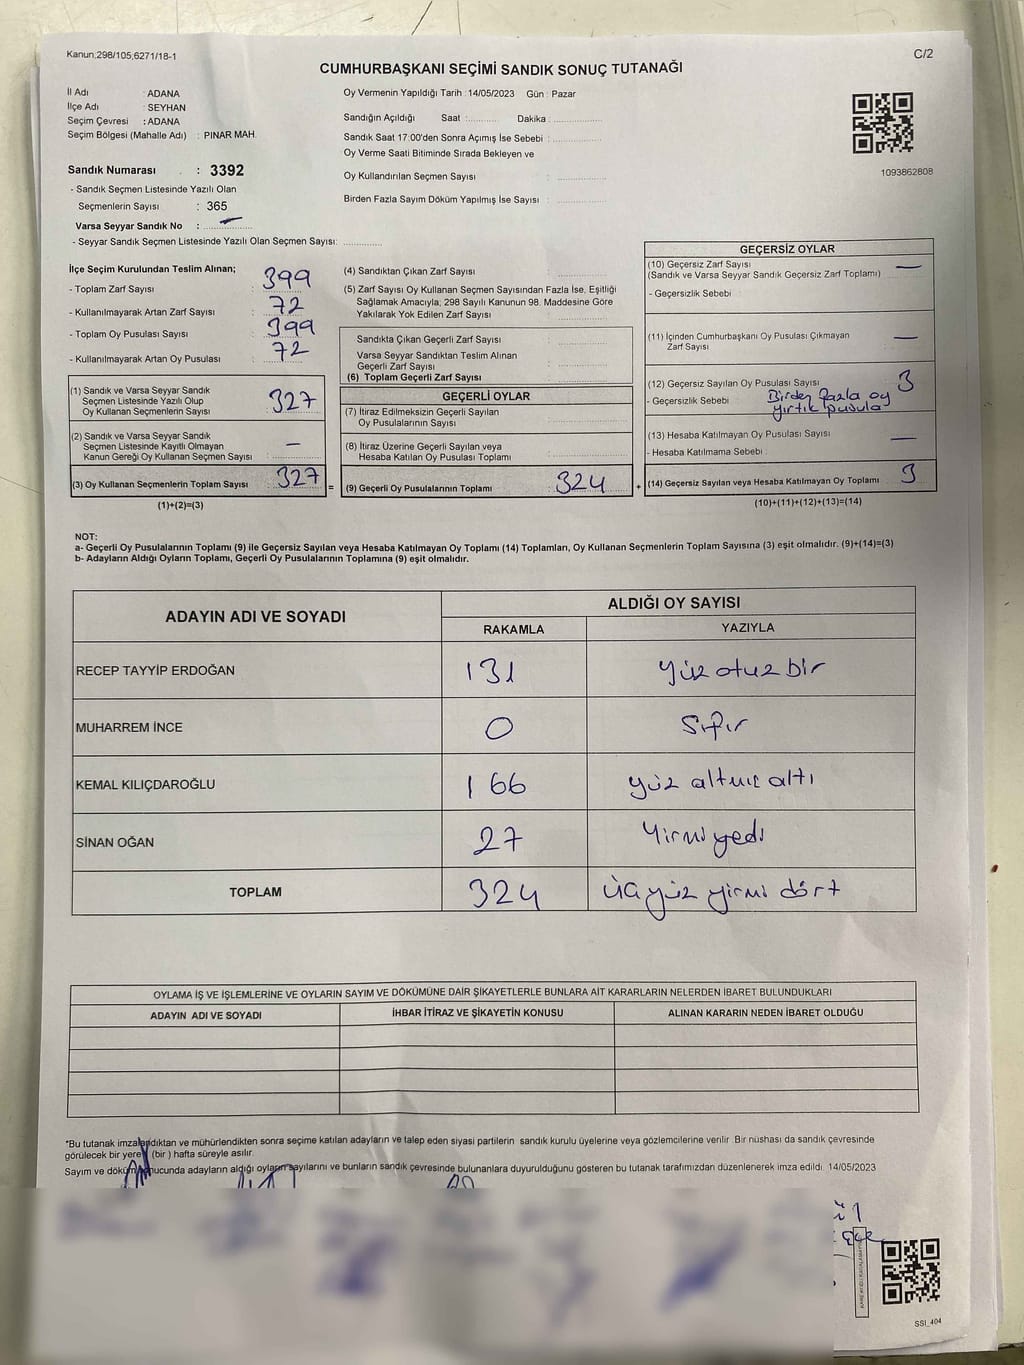 Kanun;298/105;6271/18-1
C/2
CUMHURBAŞKANI SEÇİMİ SANDIK SONUÇ TUTANAĞI
İl Adı : ADANA
İlçe Adı : SEYHAN
Seçim Çevresi : ADANA
Seçim Bölgesi (Mahalle Adı) : PINAR MAH.
Oy Vermenin Yapıldığı Tarih : 14/05/2023 Gün : Pazar
Sandığın Açıldığı Saat :........... Dakika :................
Sandık Saat 17:00'den Sonra Açımış İse Sebebi :................
Oy Verme Saati Bitiminde Sırada Bekleyen ve
Oy Kullandırılan Seçmen Sayısı : ................
Birden Fazla Sayım Döküm Yapılmış İse Sayısı : ................
1093862808
Sandık Numarası : 3392
- Sandık Seçmen Listesinde Yazılı Olan
Seçmenlerin Sayısı : 365
Varsa Seyyar Sandık No : —
- Seyyar Sandık Seçmen Listesinde Yazılı Olan Seçmen Sayısı: ............
İlçe Seçim Kurulundan Teslim Alınan;
- Toplam Zarf Sayısı : 399
- Kullanılmayarak Artan Zarf Sayısı : 72
- Toplam Oy Pusulası Sayısı : 399
- Kullanılmayarak Artan Oy Pusulası : 72
(1) Sandık ve Varsa Seyyar Sandık
Seçmen Listesinde Yazılı Olup
Oy Kullanan Seçmenlerin Sayısı : 327
(2) Sandık ve Varsa Seyyar Sandık
Seçmen Listesinde Kayıtlı Olmayan
Kanun Gereği Oy Kullanan Seçmen Sayısı : —
(3) Oy Kullanan Seçmenlerin Toplam Sayısı : 327
(1)+(2)=(3)
(4) Sandıktan Çıkan Zarf Sayısı : ................
(5) Zarf Sayısı Oy Kullanan Seçmen Sayısından Fazla İse, Eşitliği
Sağlamak Amacıyla; 298 Sayılı Kanunun 98. Maddesine Göre
Yakılarak Yok Edilen Zarf Sayısı : ................
Sandıkta Çıkan Geçerli Zarf Sayısı : ................
Varsa Seyyar Sandıktan Teslim Alınan
Geçerli Zarf Sayısı : ................
(6) Toplam Geçerli Zarf Sayısı : ................
GEÇERLİ OYLAR
(7) İtiraz Edilmeksizin Geçerli Sayılan
Oy Pusulalarının Sayısı : ................
(8) İtiraz Üzerine Geçerli Sayılan veya
Hesaba Katılan Oy Pusulası Toplamı : ................
= (9) Geçerli Oy Pusulalarının Toplamı : 324
GEÇERSİZ OYLAR
(10) Geçersiz Zarf Sayısı : —
(Sandık ve Varsa Seyyar Sandık Geçersiz Zarf Toplamı)
- Geçersizlik Sebebi :
(11) İçinden Cumhurbaşkanı Oy Pusulası Çıkmayan
Zarf Sayısı : —
(12) Geçersiz Sayılan Oy Pusulası Sayısı : 3
- Geçersizlik Sebebi : Birden fazla oy
yırtık pusula
(13) Hesaba Katılmayan Oy Pusulası Sayısı : —
- Hesaba Katılmama Sebebi :
+ (14) Geçersiz Sayılan veya Hesaba Katılmayan Oy Toplamı : 3
(10)+(11)+(12)+(13)=(14)
NOT:
a- Geçerli Oy Pusulalarının Toplamı (9) ile Geçersiz Sayılan veya Hesaba Katılmayan Oy Toplamı (14) Toplamları, Oy Kullanan Seçmenlerin Toplam Sayısına (3) eşit olmalıdır. (9)+(14)=(3)
b- Adayların Aldığı Oyların Toplamı, Geçerli Oy Pusulalarının Toplamına (9) eşit olmalıdır.
ADAYIN ADI VE SOYADI
ALDIĞI OY SAYISI
RAKAMLA YAZIYLA
RECEP TAYYİP ERDOĞAN 131 yüz otuz bir
MUHARREM İNCE 0 Sıfır
KEMAL KILIÇDAROĞLU 166 yüz altmış altı
SİNAN OĞAN 27 Yirmi yedi
TOPLAM 324 üç yüz yirmi dört
OYLAMA İŞ VE İŞLEMLERİNE VE OYLARIN SAYIM VE DÖKÜMÜNE DAİR ŞİKAYETLERLE BUNLARA AİT KARARLARIN NELERDEN İBARET BULUNDUKLARI
ADAYIN ADI VE SOYADI İHBAR İTİRAZ VE ŞİKAYETİN KONUSU ALINAN KARARIN NEDEN İBARET OLDUĞU
*Bu tutanak imzalandıktan ve mühürlendikten sonra seçime katılan adayların ve talep eden siyasi partilerin sandık kurulu üyelerine veya gözlemcilerine verilir. Bir nüshası da sandık çevresinde
görülecek bir yere (bir) hafta süreyle asılır.
Sayım ve döküm sonucunda adayların aldığı oyların sayılarını ve bunların sandık çevresinde bulunanlara duyurulduğunu gösteren bu tutanak tarafımızdan düzenlenerek imza edildi. 14/05/2023
SSI_404